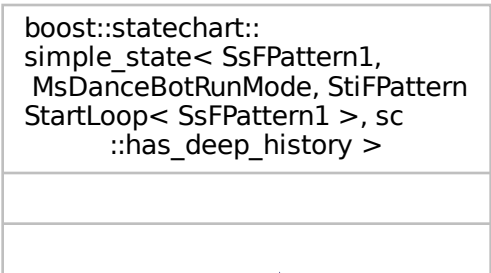 boost::statechart::
simple_state< SsFPattern1,
MsDanceBotRunMode, StiFPattern
StartLoop< SsFPattern1 >, sc
::has_deep_history >